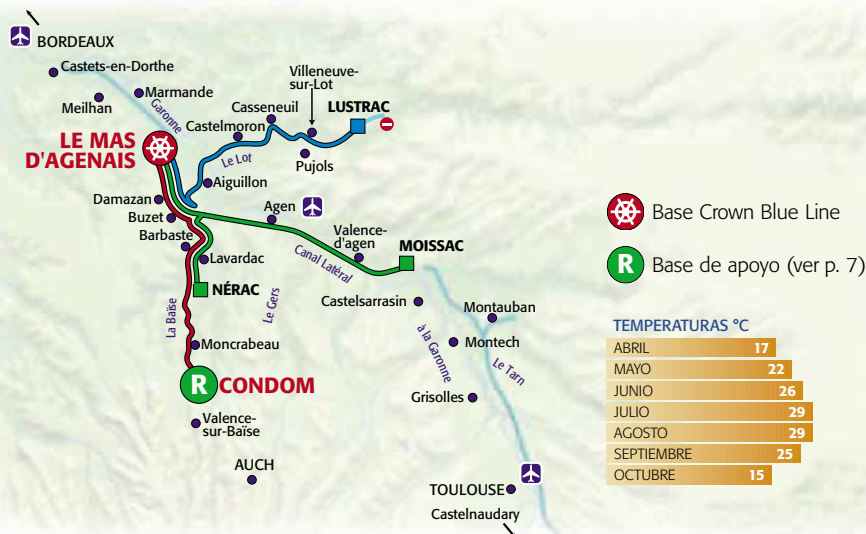 BORDEAUX
Castets-en-Dorthe
Marmande
Meilhan
Garonne
Villeneuve-
sur-Lot
Casseneuil
LUSTRAC
Castelmoron
LE MAS
D'AGENAIS
Le Lot
Pujols
Aiguillon
Damazan
Buzet
Barbaste
Agen
Valence-
d'agen
MOISSAC
Lavardac
Canal Latéral
NÉRAC
La Baïse
Le Gers
Castelsarrasin
Montauban
à la Garonne
Montech
Le Tarn
Moncrabeau
R
CONDOM
Grisolles
Valence-
sur-Baïse
AUCH
TOULOUSE
Castelnaudary
Base Crown Blue Line
R
Base de apoyo (ver p. 7)
TEMPERATURAS °C
ABRIL 17
MAYO 22
JUNIO 26
JULIO 29
AGOSTO 29
SEPTIEMBRE 25
OCTUBRE 15